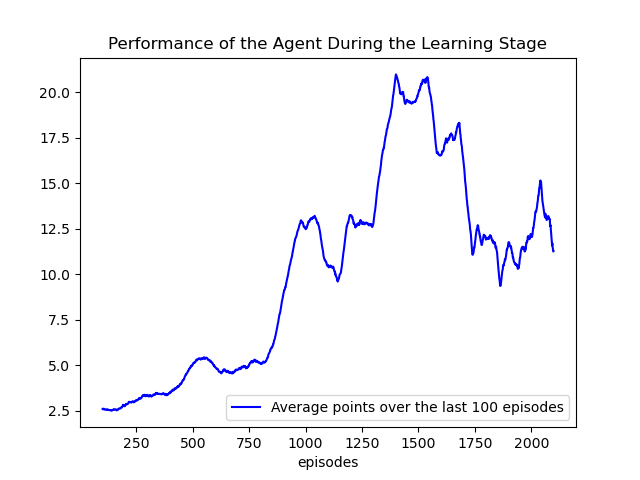 Performance of the Agent During the Learning Stage
20.0
17.5
15.0
12.5
10.0
7.5
5.0
2.5
Average points over the last 100 episodes
250 500 750 1000 1250 1500 1750 2000
episodes